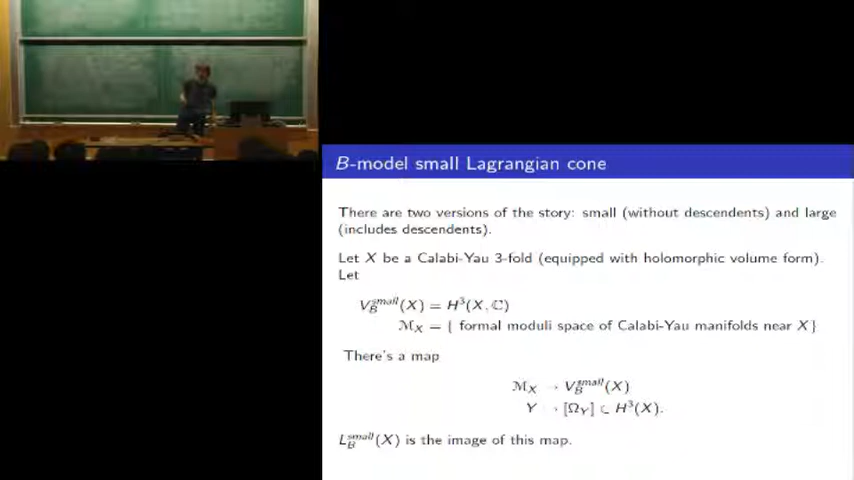 B-model small Lagrangian cone
There are two versions of the story: small (without descendents) and large
(includes descendents).
Let X be a Calabi-Yau 3-fold (equipped with holomorphic volume form).
Let
V_B^{small}(X) = H^3(X, ℂ)
ℳ_X = { formal moduli space of Calabi-Yau manifolds near X}
There's a map
ℳ_X → V_B^{small}(X)
Y → [Ω_Y] ⊂ H^3(X).
L_B^{small}(X) is the image of this map.